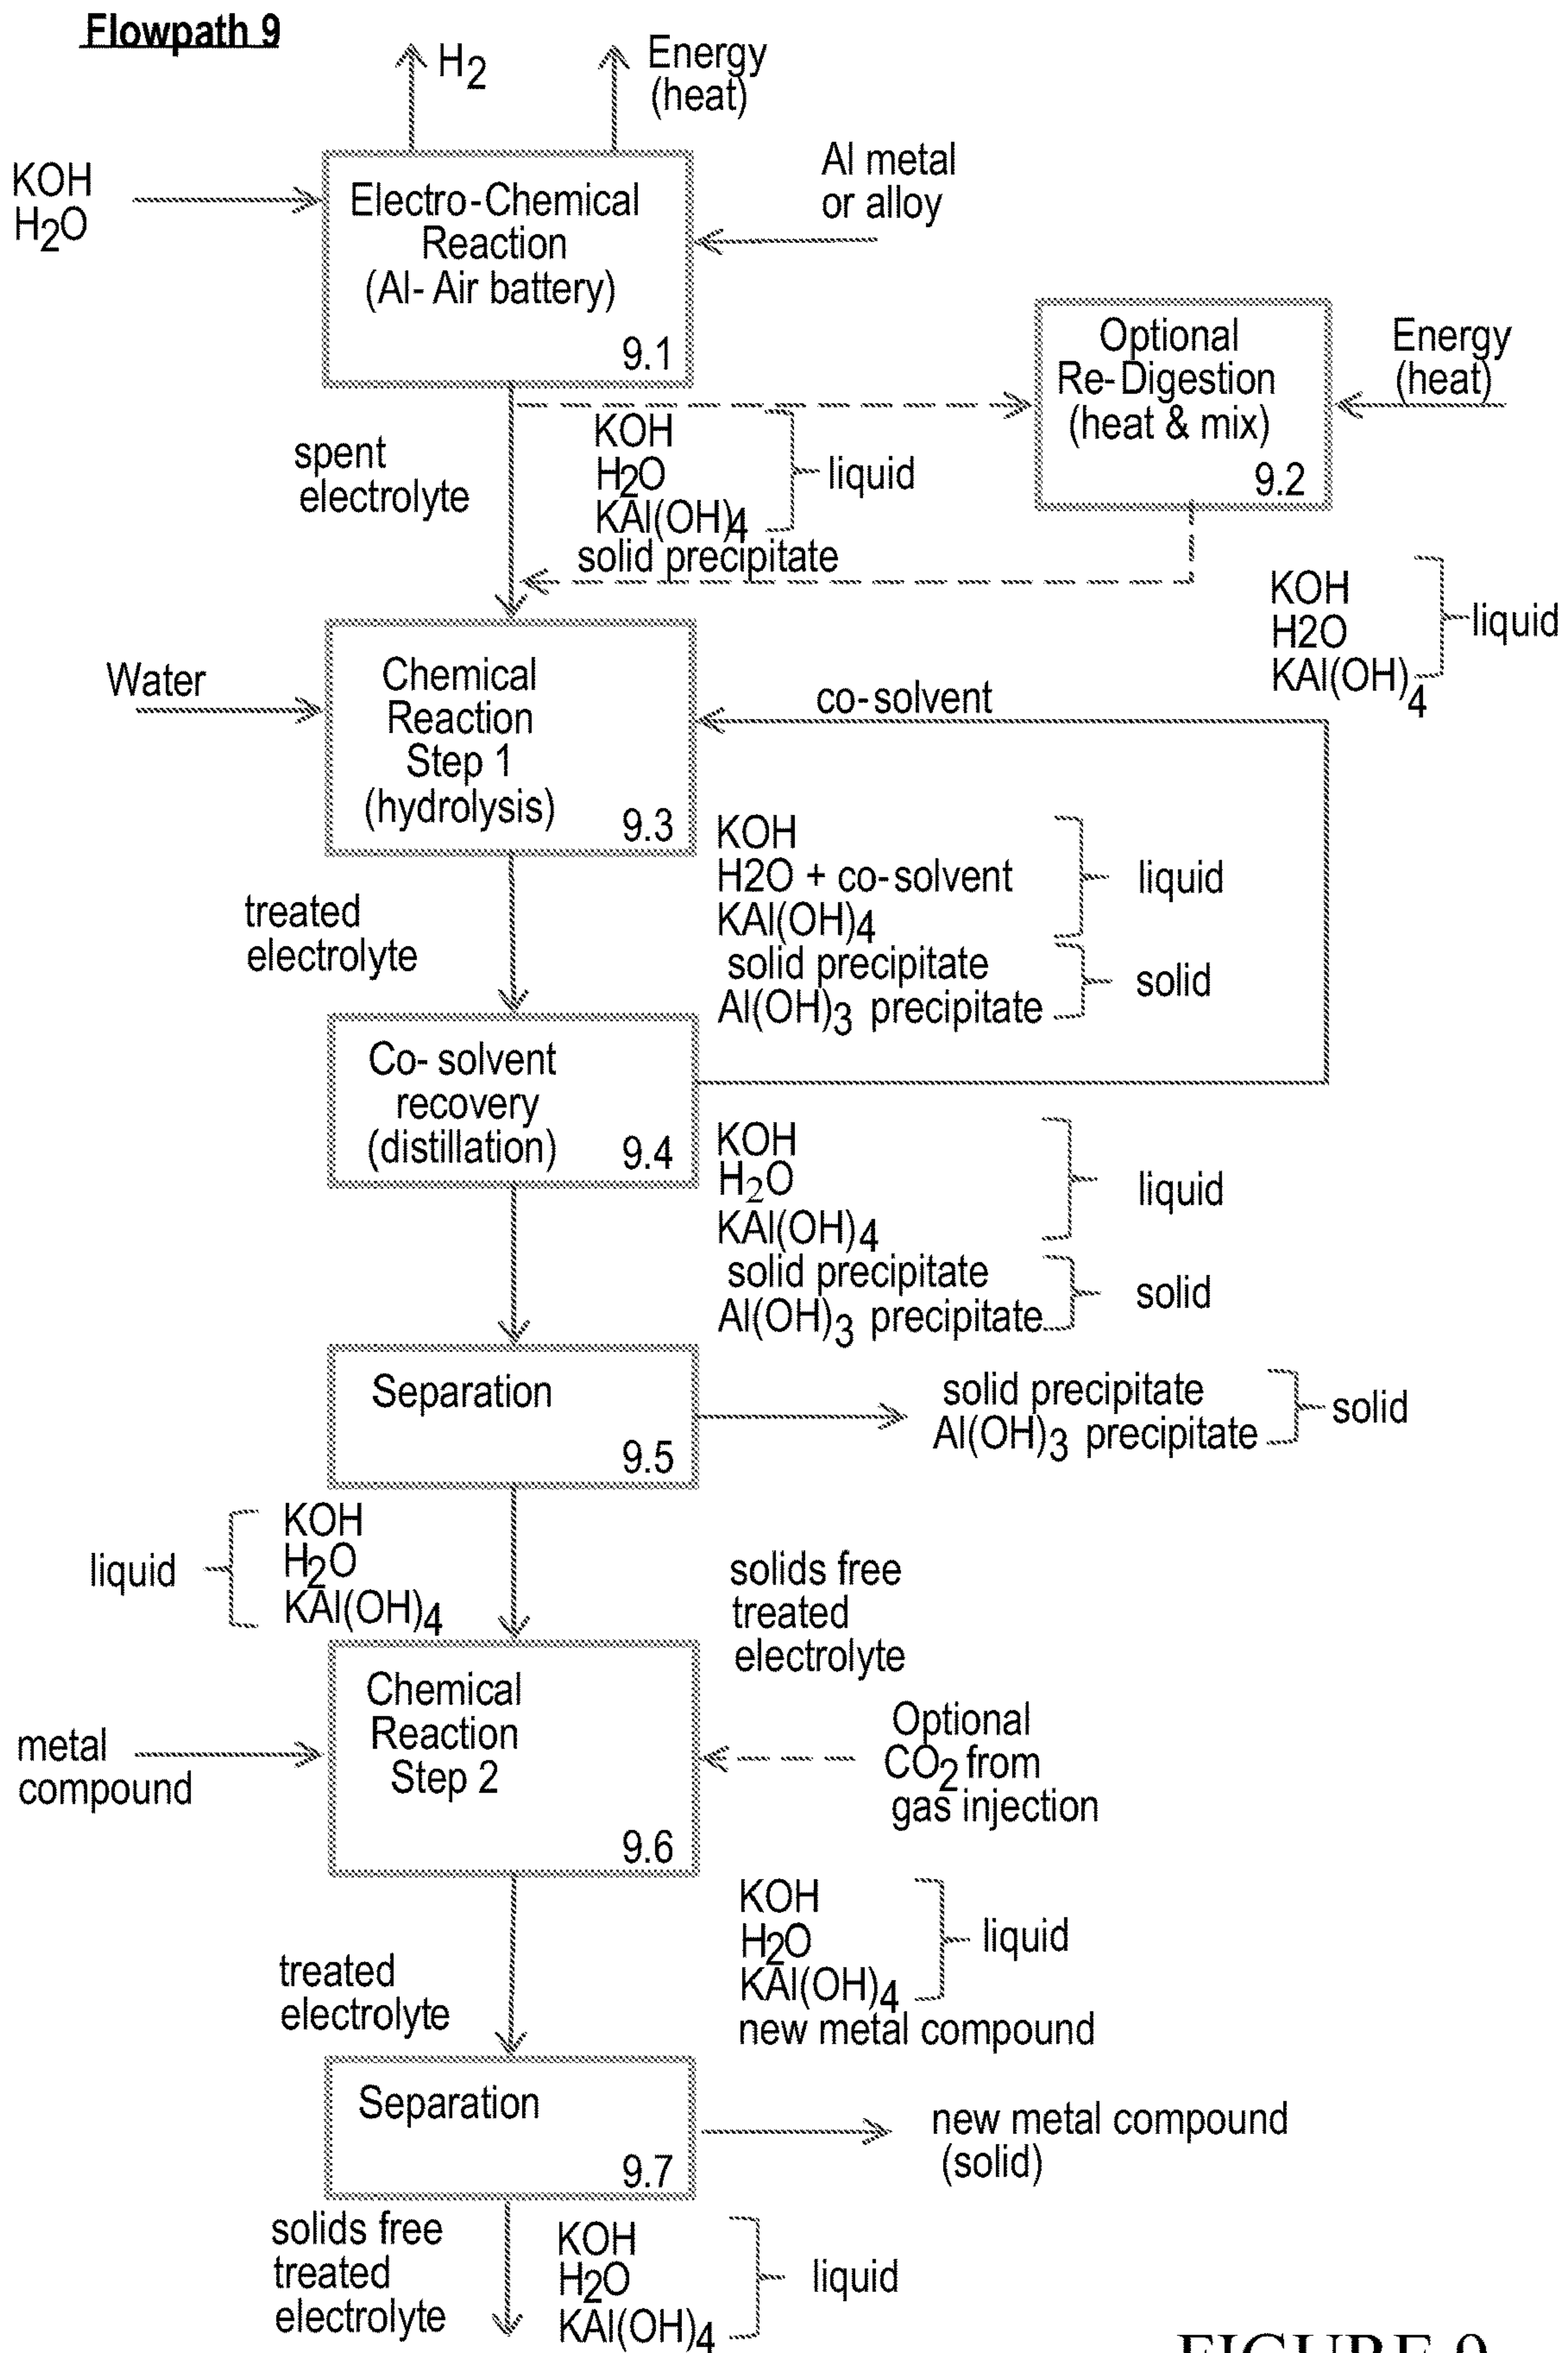 Flowpath 9
H2
Energy
(heat)
KOH
H2O
Al metal
or alloy
Electro-Chemical
Reaction
(Al-Air battery)
9.1
Optional
Re-Digestion
(heat & mix)
9.2
Energy
(heat)
spent
electrolyte
KOH
H2O
KAl(OH)4
liquid
solid precipitate
KOH
H2O
KAl(OH)4
liquid
Water
Chemical
Reaction
Step 1
(hydrolysis)
9.3
co-solvent
treated
electrolyte
KOH
H2O + co-solvent
KAl(OH)4
liquid
solid precipitate
Al(OH)3 precipitate
solid
Co-solvent
recovery
(distillation)
9.4
KOH
H2O
KAl(OH)4
liquid
solid precipitate
Al(OH)3 precipitate
solid
Separation
9.5
solid precipitate
Al(OH)3 precipitate
solid
liquid
KOH
H2O
KAl(OH)4
solids free
treated
electrolyte
metal
compound
Chemical
Reaction
Step 2
9.6
Optional
CO2 from
gas injection
treated
electrolyte
KOH
H2O
KAl(OH)4
liquid
new metal compound
Separation
9.7
new metal compound
(solid)
solids free
treated
electrolyte
KOH
H2O
KAl(OH)4
liquid
FIGURE 9